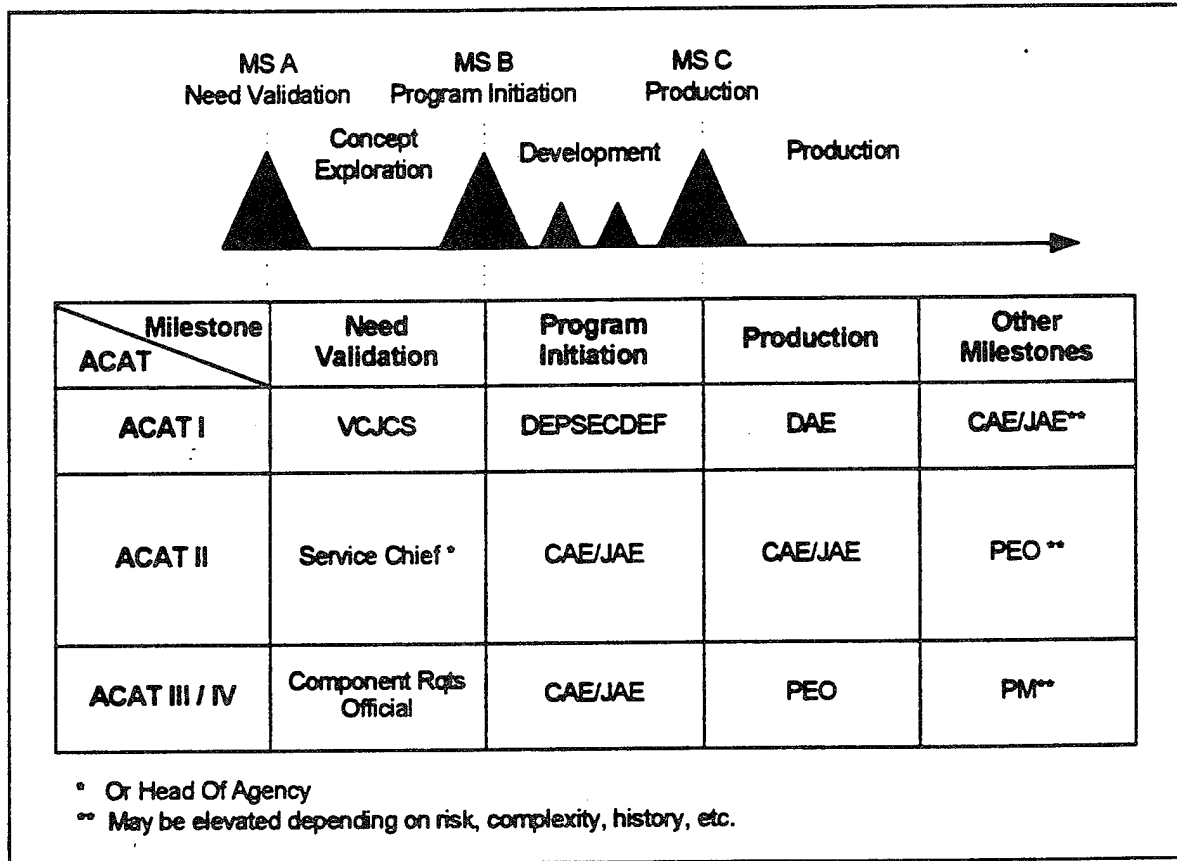 MS A
Need Validation
MS B
Program Initiation
MS C
Production
Concept
Exploration
Development
Production
Milestone
ACAT
Need
Validation
Program
Initiation
Production
Other
Milestones
ACAT I
VCJCS
DEPSECDEF
DAE
CAE/JAE**
ACAT II
Service Chief *
CAE/JAE
CAE/JAE
PEO **
ACAT III / IV
Component Rqts
Official
CAE/JAE
PEO
PM**
* Or Head Of Agency
** May be elevated depending on risk, complexity, history, etc.